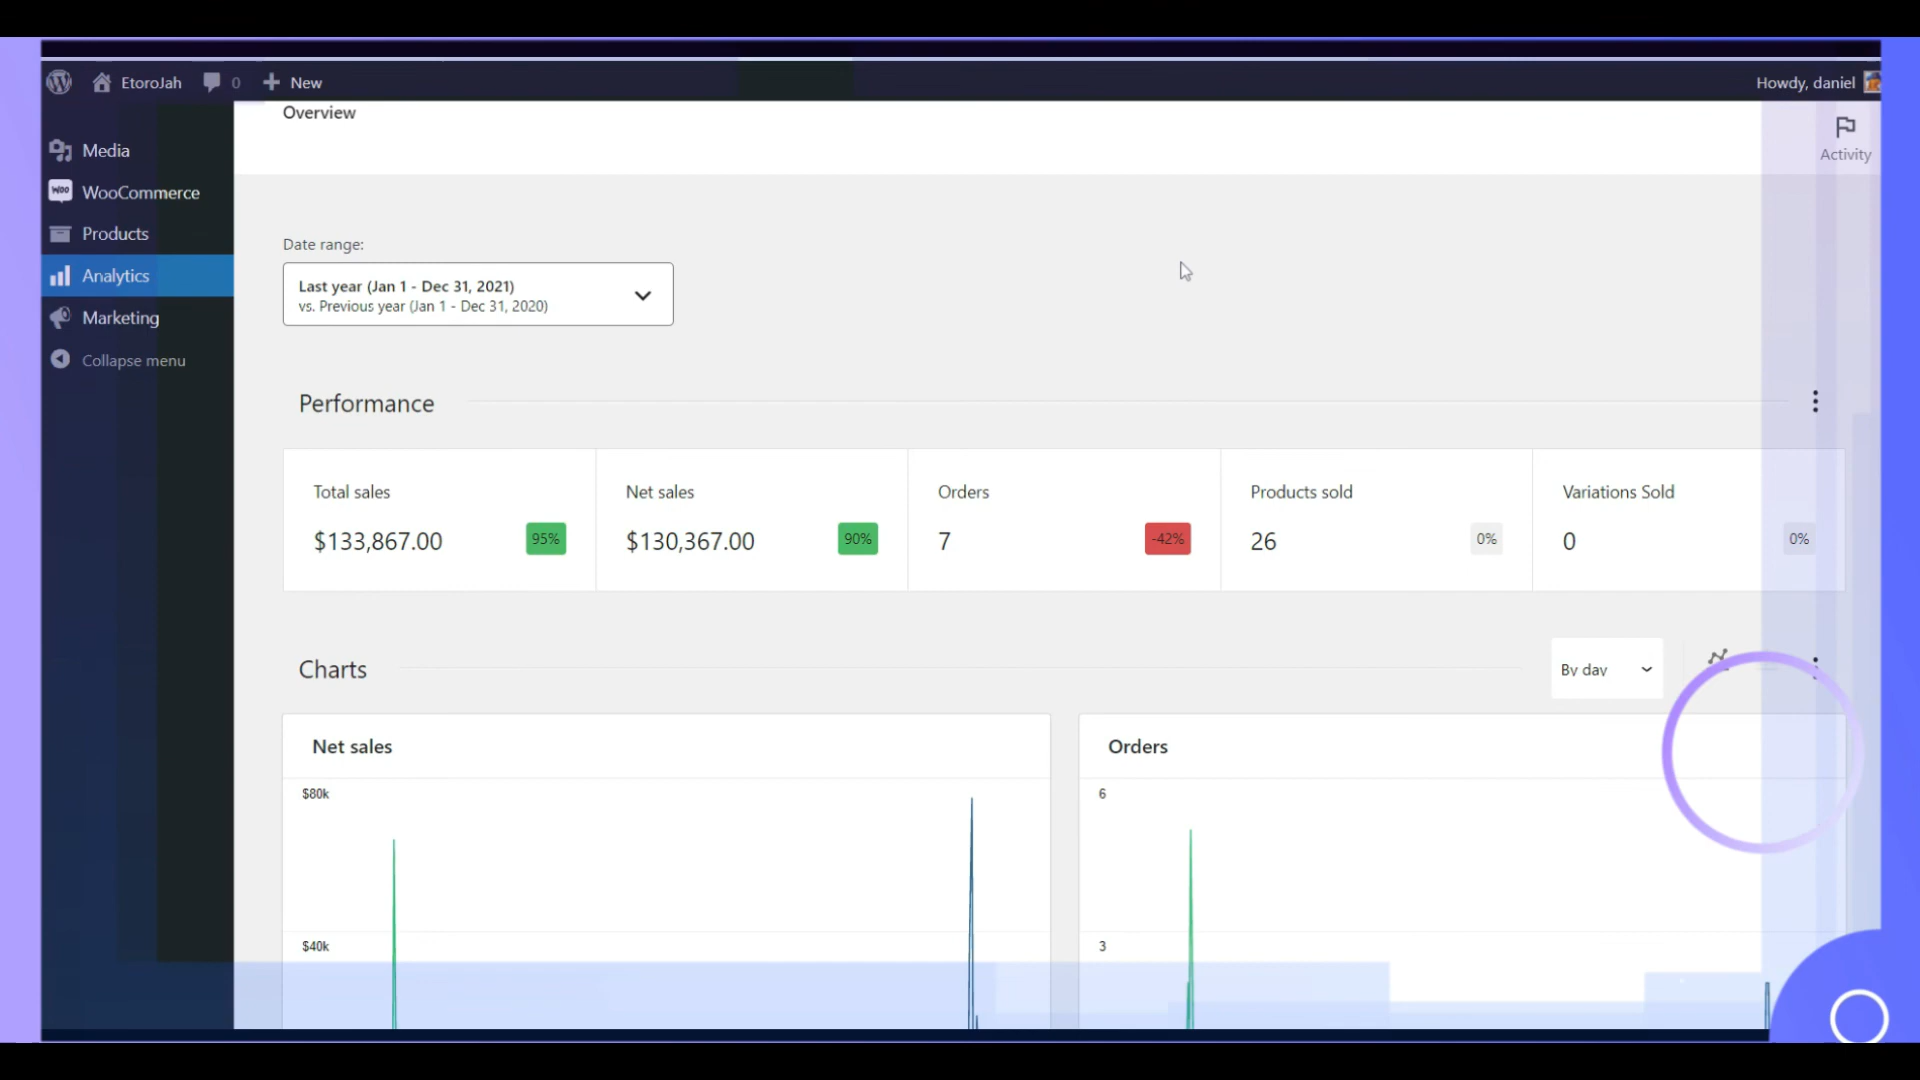 EtoroJah 0 New Howdy, daniel
Overview
Activity
Media
WOO WooCommerce
Products
Analytics
Marketing
Collapse menu
Date range:
Last year (Jan 1 - Dec 31, 2021)
vs. Previous year (Jan 1 - Dec 31, 2020)
Performance
Total sales Net sales Orders Products sold Variations Sold
$133,867.00 95% $130,367.00 90% 7 -42% 26 0% 0 0%
Charts By day
Net sales Orders
$80k 6
$40k 3